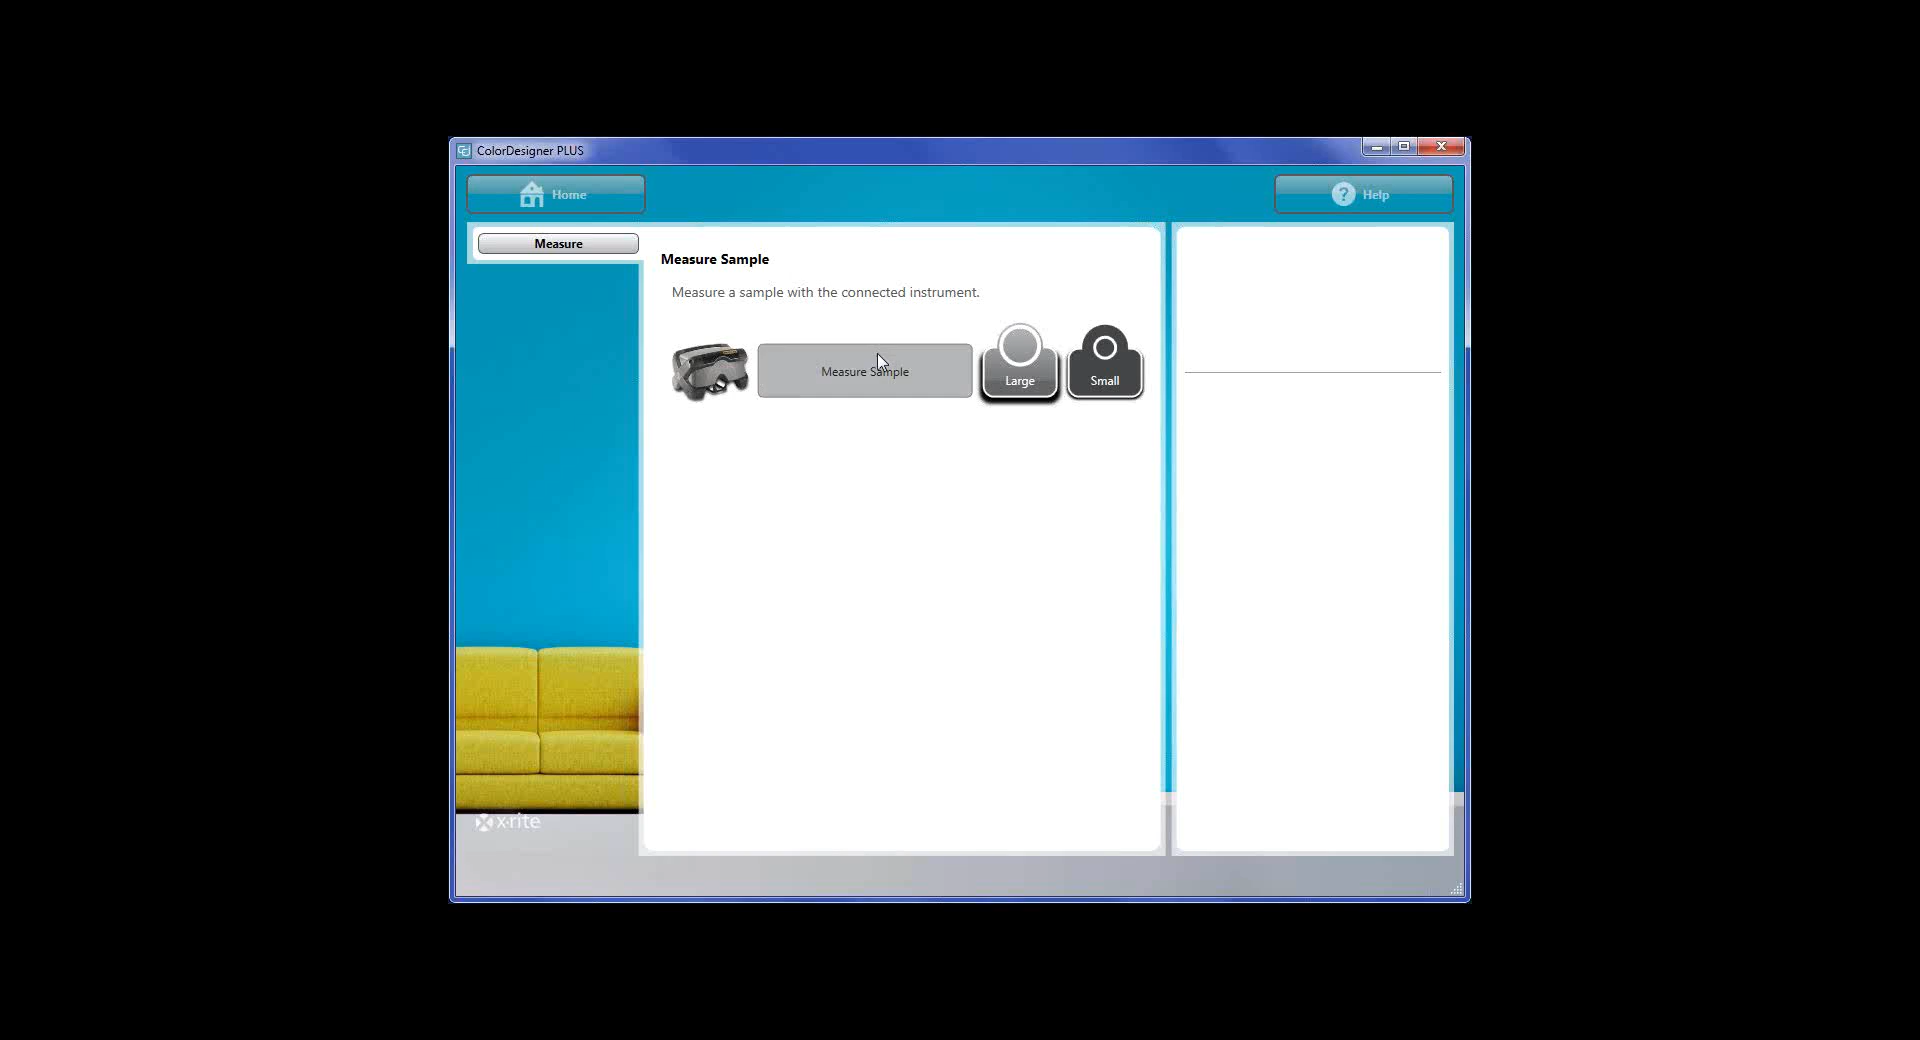 ColorDesigner PLUS
Home
Help
Measure
Measure Sample
Measure a sample with the connected instrument.
Measure Sample
Large
Small
x·rite